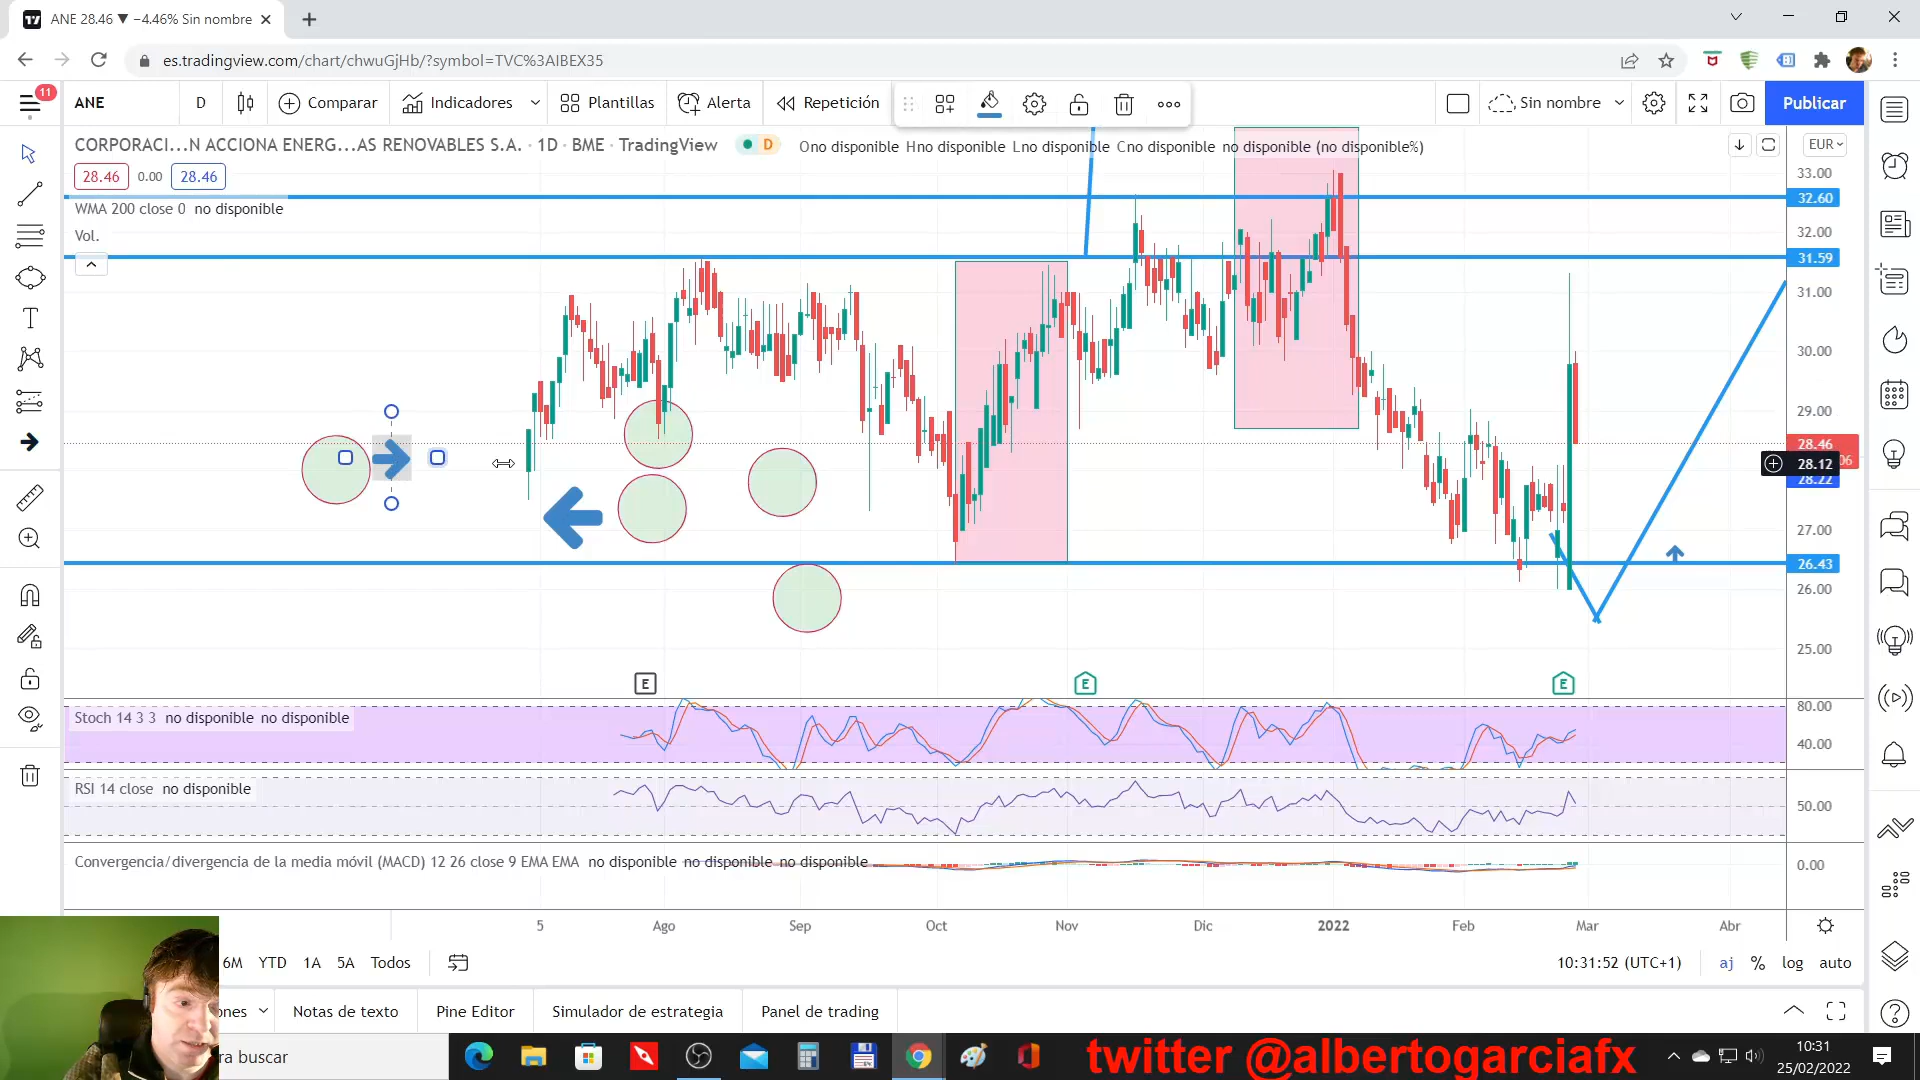 ANE 28.46 ▼ −4.46% Sin nombre
es.tradingview.com/chart/chwuGjHb/?symbol=TVC%3AIBEX35
11
ANE
D
Comparar
Indicadores
Plantillas
Alerta
Repetición
Sin nombre
Publicar
CORPORACI...N ACCIONA ENERG...AS RENOVABLES S.A. · 1D · BME · TradingView
D
Ono disponible Hno disponible Lno disponible Cno disponible no disponible (no disponible%)
EUR
28.46
0.00
28.46
WMA 200 close 0 no disponible
Vol.
33.00
32.60
32.00
31.59
31.00
30.00
29.00
28.46
28.12
28.22
27.00
26.43
26.00
25.00
E
E
E
Stoch 14 3 3 no disponible no disponible
80.00
40.00
RSI 14 close no disponible
50.00
Convergencia/divergencia de la media móvil (MACD) 12 26 close 9 EMA EMA no disponible no disponible no disponible
0.00
5 Ago Sep Oct Nov Dic 2022 Feb Mar Abr
6M YTD 1A 5A Todos
10:31:52 (UTC+1)
aj % log auto
Notas de texto
Pine Editor
Simulador de estrategia
Panel de trading
buscar
twitter @albertogarciafx
10:31
25/02/2022